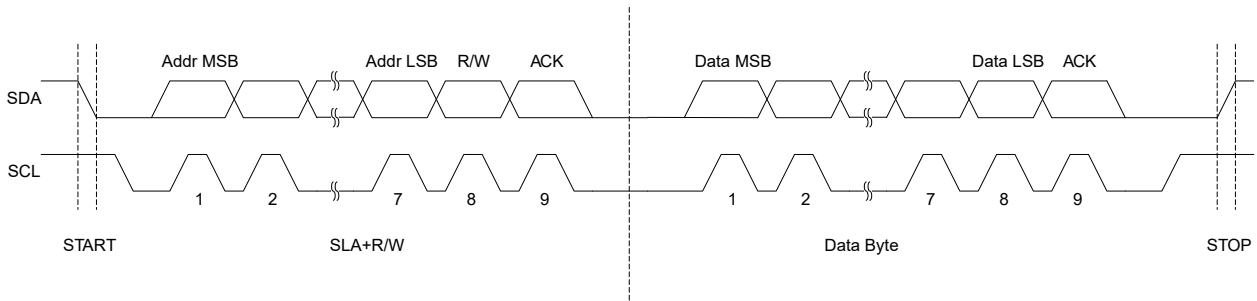 Addr MSB Addr LSB R/W ACK Data MSB Data LSB ACK
SDA
SCL
1 2 7 8 9 1 2 7 8 9
START SLA+R/W Data Byte STOP